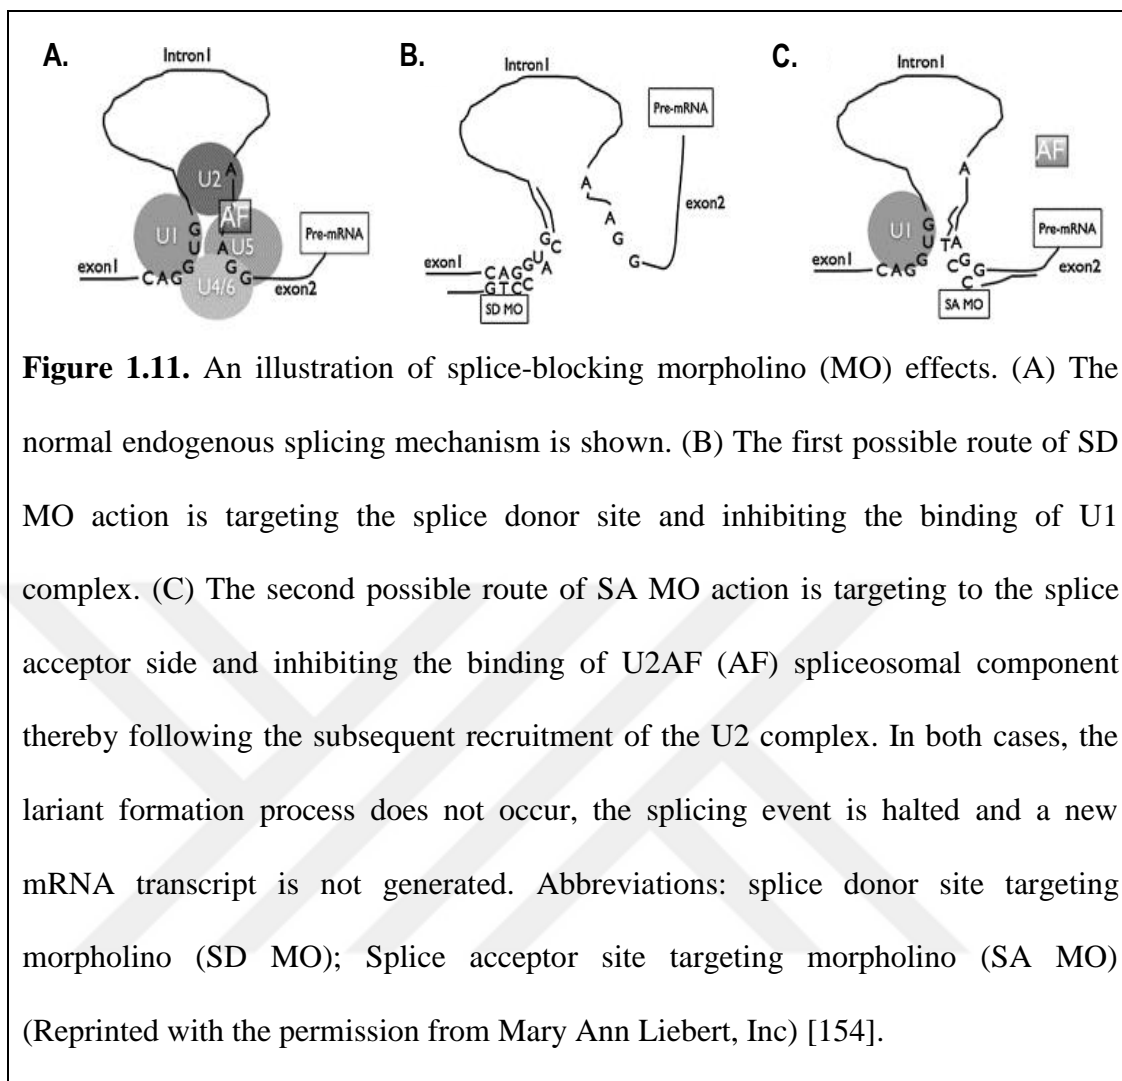 A.
Intron1
U2
A
AF
U1
G
U
G
A
U5
G
G
CAG
U4/6
exon1
exon2
Pre-mRNA
B.
Intron1
Pre-mRNA
A
A
G
G
exon2
exon1
CAGGUG
GTCCAC
SD MO
C.
Intron1
A
AF
U1
G
U
G
CAG
TA
C G
C G
exon1
SA MO
Pre-mRNA
exon2
Figure 1.11. An illustration of splice-blocking morpholino (MO) effects. (A) The
normal endogenous splicing mechanism is shown. (B) The first possible route of SD
MO action is targeting the splice donor site and inhibiting the binding of U1
complex. (C) The second possible route of SA MO action is targeting to the splice
acceptor side and inhibiting the binding of U2AF (AF) spliceosomal component
thereby following the subsequent recruitment of the U2 complex. In both cases, the
lariant formation process does not occur, the splicing event is halted and a new
mRNA transcript is not generated. Abbreviations: splice donor site targeting
morpholino (SD MO); Splice acceptor site targeting morpholino (SA MO)
(Reprinted with the permission from Mary Ann Liebert, Inc) [154].